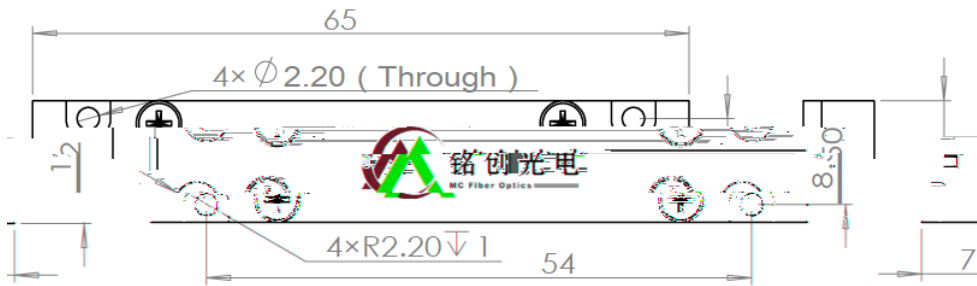 65
4× Ø 2.20 ( Through )
12
铭创光电
MC Fiber Optics
8.50
4×R2.20↧1
54
7